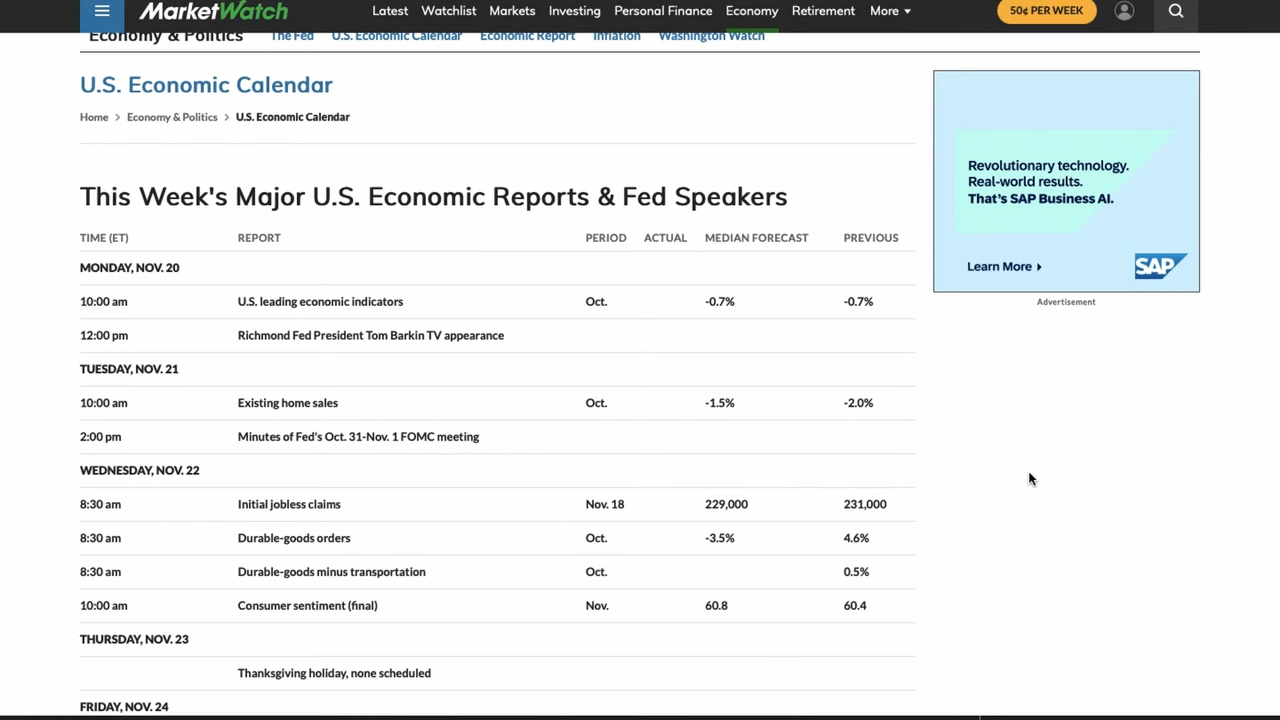 MarketWatch Latest Watchlist Markets Investing Personal Finance Economy Retirement More 50¢ PER WEEK
Economy & Politics The Fed U.S. Economic Calendar Economic Report Inflation Washington Watch
U.S. Economic Calendar
Home > Economy & Politics > U.S. Economic Calendar
This Week's Major U.S. Economic Reports & Fed Speakers
TIME (ET) REPORT PERIOD ACTUAL MEDIAN FORECAST PREVIOUS
MONDAY, NOV. 20
10:00 am U.S. leading economic indicators Oct. -0.7% -0.7%
12:00 pm Richmond Fed President Tom Barkin TV appearance
TUESDAY, NOV. 21
10:00 am Existing home sales Oct. -1.5% -2.0%
2:00 pm Minutes of Fed's Oct. 31-Nov. 1 FOMC meeting
WEDNESDAY, NOV. 22
8:30 am Initial jobless claims Nov. 18 229,000 231,000
8:30 am Durable-goods orders Oct. -3.5% 4.6%
8:30 am Durable-goods minus transportation Oct. 0.5%
10:00 am Consumer sentiment (final) Nov. 60.8 60.4
THURSDAY, NOV. 23
Thanksgiving holiday, none scheduled
FRIDAY, NOV. 24
Revolutionary technology.
Real-world results.
That's SAP Business AI.
Learn More SAP
Advertisement